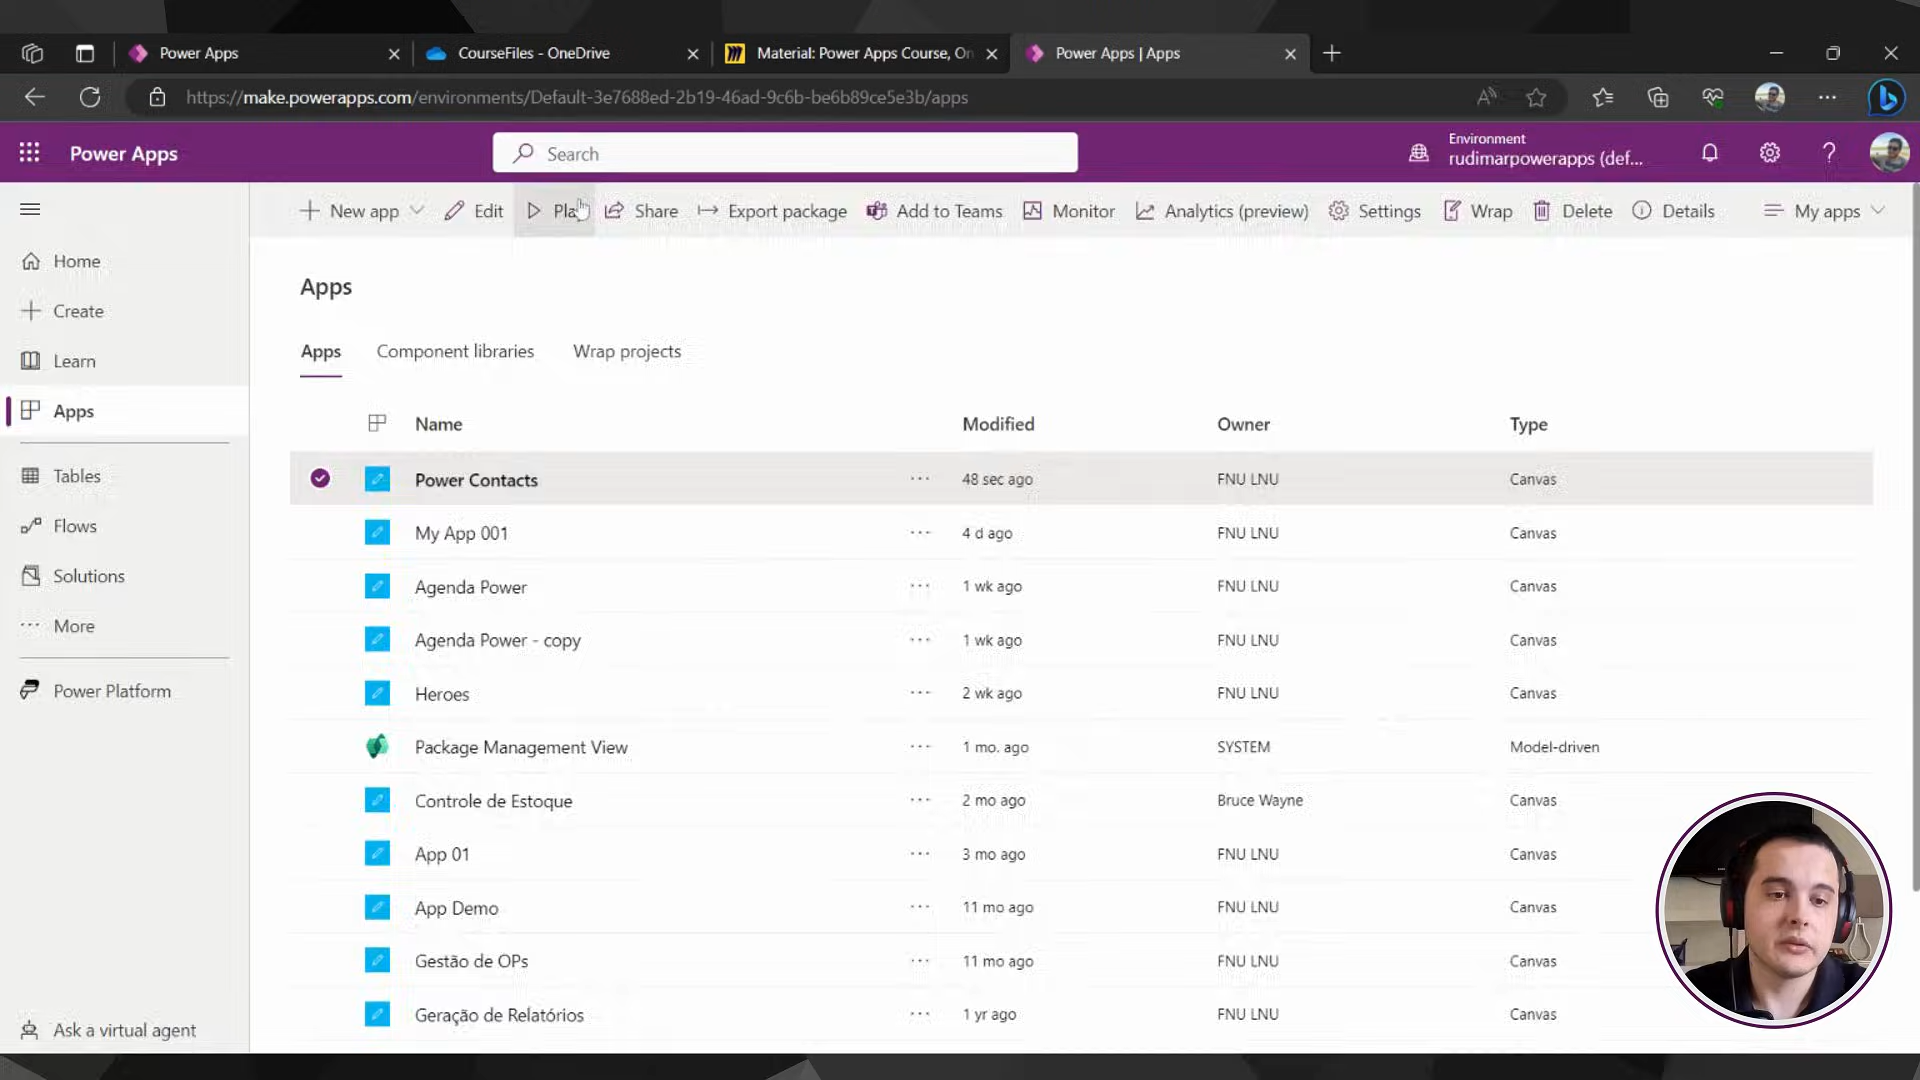 Power Apps
CourseFiles - OneDrive
Material: Power Apps Course, On
Power Apps | Apps
https://make.powerapps.com/environments/Default-3e7688ed-2b19-46ad-9c6b-be6b89ce5e3b/apps
Power Apps
Search
Environment
rudimarpowerapps (def...
New app
Edit
Pla
Share
Export package
Add to Teams
Monitor
Analytics (preview)
Settings
Wrap
Delete
Details
My apps
Home
Create
Learn
Apps
Tables
Flows
Solutions
More
Power Platform
Ask a virtual agent
Apps
Apps Component libraries Wrap projects
Name Modified Owner Type
Power Contacts ... 48 sec ago FNU LNU Canvas
My App 001 ... 4 d ago FNU LNU Canvas
Agenda Power ... 1 wk ago FNU LNU Canvas
Agenda Power - copy ... 1 wk ago FNU LNU Canvas
Heroes ... 2 wk ago FNU LNU Canvas
Package Management View ... 1 mo. ago SYSTEM Model-driven
Controle de Estoque ... 2 mo ago Bruce Wayne Canvas
App 01 ... 3 mo ago FNU LNU Canvas
App Demo ... 11 mo ago FNU LNU Canvas
Gestão de OPs ... 11 mo ago FNU LNU Canvas
Geração de Relatórios ... 1 yr ago FNU LNU Canvas